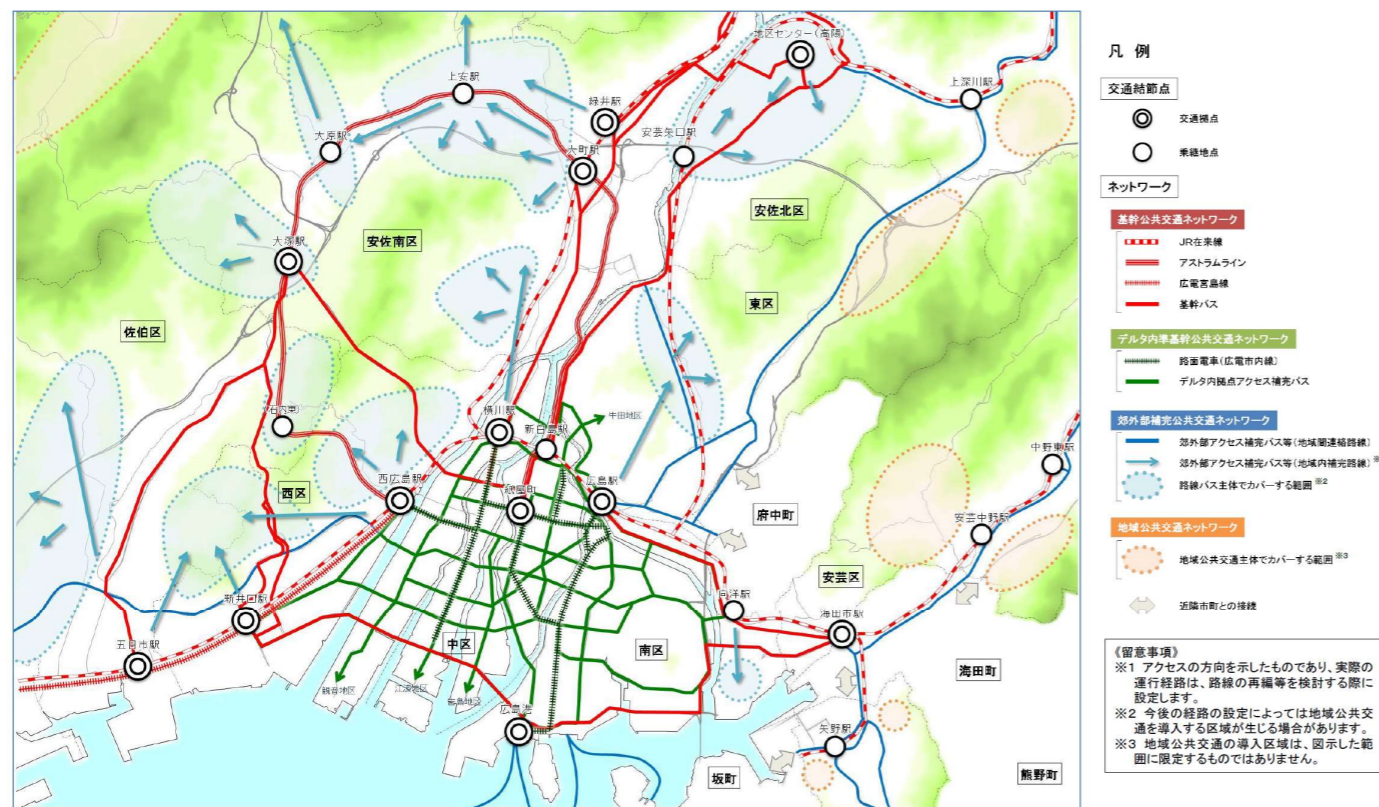 地区センター(高陽)
上安駅
上深川駅
緑井駅
安芸矢口駅
大原駅
大町駅
安佐北区
大塚駅
安佐南区
東区
佐伯区
(石内東)
横川駅
中田地区
新白島駅
中野東駅
西広島駅
西区
紙屋町
広島駅
府中町
安芸中野駅
安芸区
新井口駅
向洋駅
海田市駅
中区
南区
五日市駅
海田町
観音地区
江波地区
吉島地区
広島港
矢野駅
坂町
熊野町
凡 例
交通結節点
交通拠点
乗継地点
ネットワーク
基幹公共交通ネットワーク
JR在来線
アストラムライン
広電宮島線
基幹バス
デルタ内準基幹公共交通ネットワーク
路面電車(広電市内線)
デルタ内拠点アクセス補完バス
郊外部補完公共交通ネットワーク
郊外部アクセス補完バス等(地域間連絡路線)
郊外部アクセス補完バス等(地域内補完路線)※
路線バス主体でカバーする範囲 ※2
地域公共交通ネットワーク
地域公共交通主体でカバーする範囲 ※3
近隣市町との接続
《留意事項》
※1 アクセスの方向を示したものであり、実際の
運行経路は、路線の再編等を検討する際に
設定します。
※2 今後の経路の設定によっては地域公共交
通を導入する区域が生じる場合があります。
※3 地域公共交通の導入区域は、図示した範
囲に限定するものではありません。